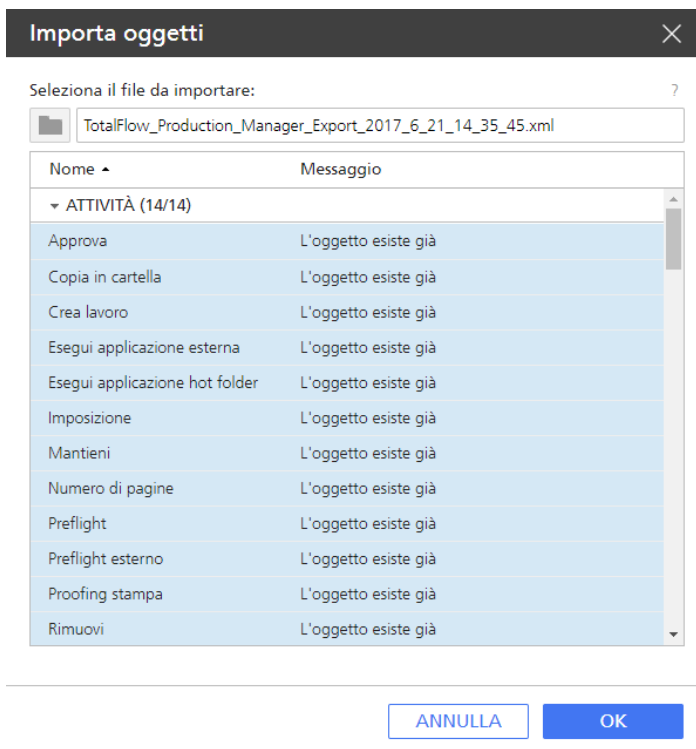 Importa oggetti
Seleziona il file da importare: ?
TotalFlow_Production_Manager_Export_2017_6_21_14_35_45.xml
Nome Messaggio
ATTIVITÀ (14/14)
Approva L'oggetto esiste già
Copia in cartella L'oggetto esiste già
Crea lavoro L'oggetto esiste già
Esegui applicazione esterna L'oggetto esiste già
Esegui applicazione hot folder L'oggetto esiste già
Imposizione L'oggetto esiste già
Mantieni L'oggetto esiste già
Numero di pagine L'oggetto esiste già
Preflight L'oggetto esiste già
Preflight esterno L'oggetto esiste già
Proofing stampa L'oggetto esiste già
Rimuovi L'oggetto esiste già
ANNULLA OK